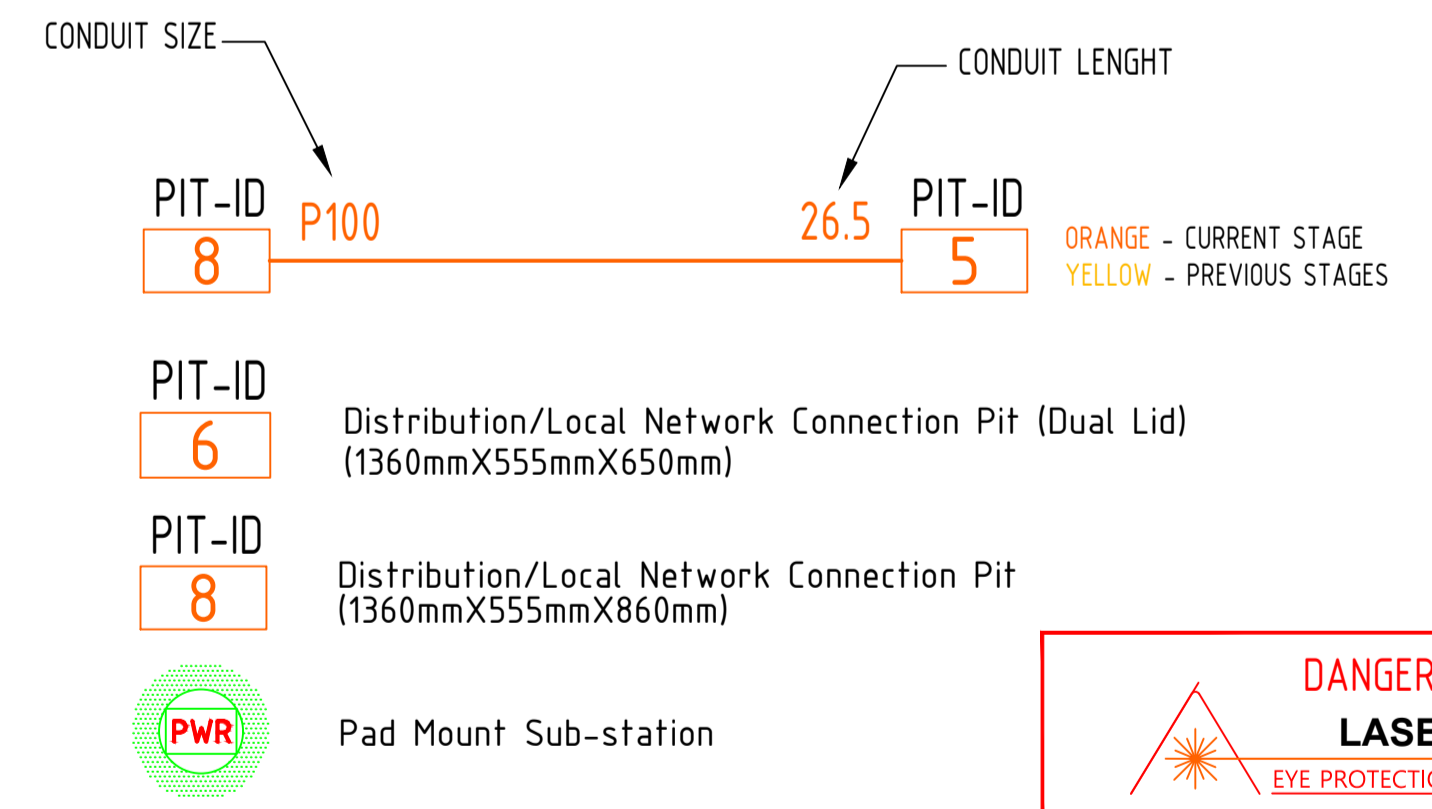 CONDUIT SIZE
CONDUIT LENGHT
PIT-ID
P100
26.5
PIT-ID
8
5
ORANGE - CURRENT STAGE
YELLOW - PREVIOUS STAGES
PIT-ID
6
Distribution/Local Network Connection Pit (Dual Lid)
(1360mmX555mmX650mm)
PIT-ID
8
Distribution/Local Network Connection Pit
(1360mmX555mmX860mm)
PWR
Pad Mount Sub-station
DANGER
LASE
EYE PROTECTIO